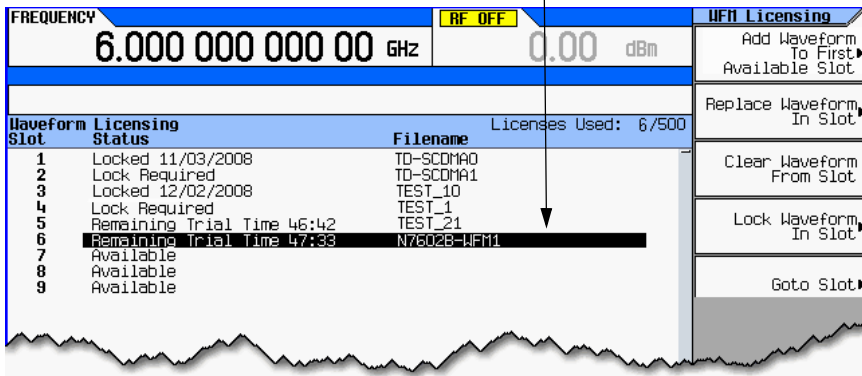 FREQUENCY
RF OFF
6.000 000 000 00 GHz
0.00 dBm
Waveform Licensing
Licenses Used: 6/500
Slot Status Filename
1 Locked 11/03/2008 TD-SCDMA0
2 Lock Required TD-SCDMA1
3 Locked 12/02/2008 TEST_10
4 Lock Required TEST_1
5 Remaining Trial Time 46:42 TEST_21
6 Remaining Trial Time 47:33 N7602B-WFM1
7 Available
8 Available
9 Available
WFM Licensing
Add Waveform
To First
Available Slot
Replace Waveform
In Slot
Clear Waveform
From Slot
Lock Waveform
In Slot
Goto Slot